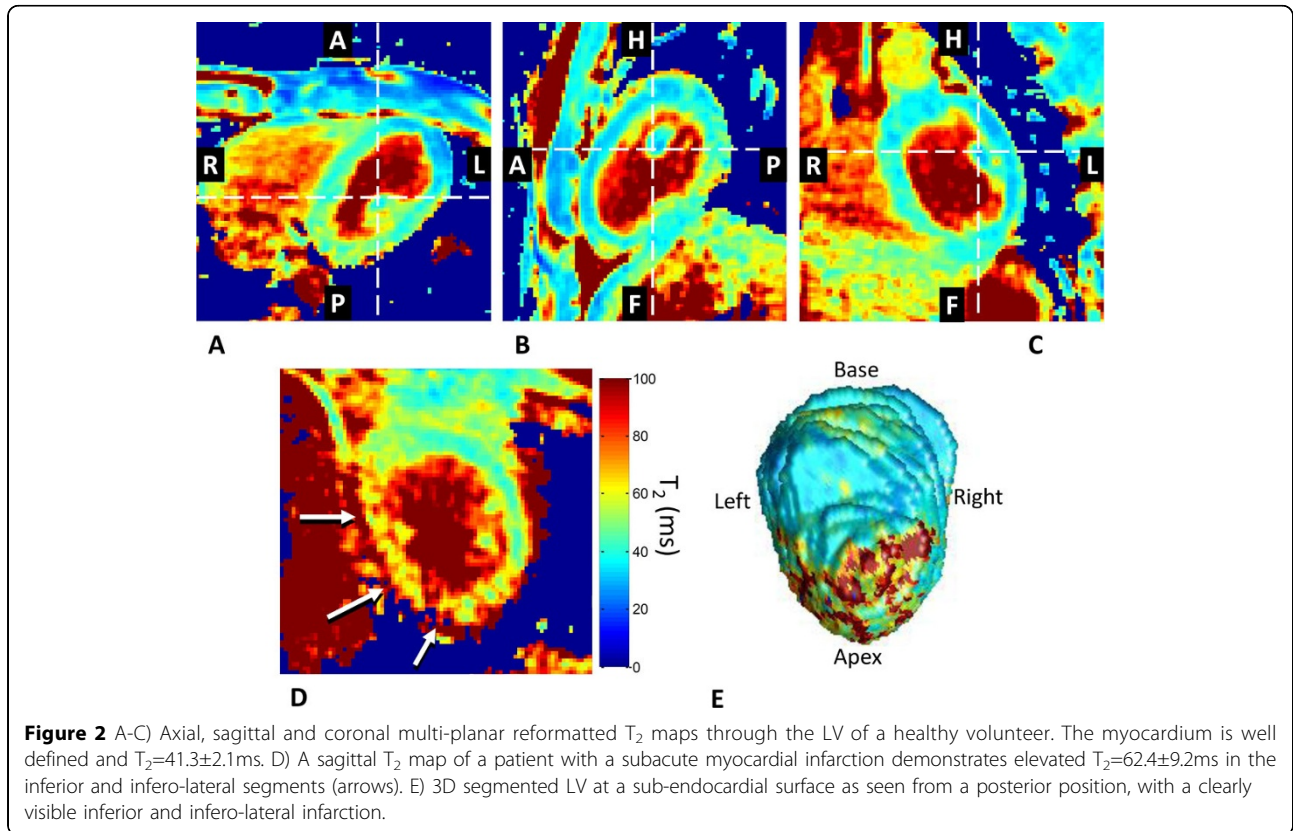 A
R
L
P
A
H
A
P
F
B
H
R
L
F
C
100
80
60
40
20
0
T₂ (ms)
D
Base
Left
Right
Apex
E
Figure 2 A-C) Axial, sagittal and coronal multi-planar reformatted T₂ maps through the LV of a healthy volunteer. The myocardium is well
defined and T₂=41.3±2.1ms. D) A sagittal T₂ map of a patient with a subacute myocardial infarction demonstrates elevated T₂=62.4±9.2ms in the
inferior and infero-lateral segments (arrows). E) 3D segmented LV at a sub-endocardial surface as seen from a posterior position, with a clearly
visible inferior and infero-lateral infarction.